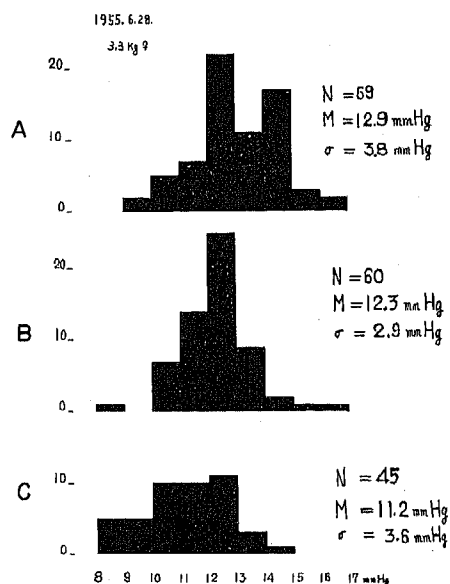 1955. 6.28.
3.3 Kg ♀
20
10
0
A
N = 69
M = 12.9 mmHg
σ = 3.8 mmHg
20
10
0
B
N = 60
M = 12.3 mmHg
σ = 2.9 mmHg
10
0
C
N = 45
M = 11.2 mmHg
σ = 3.6 mmHg
8 9 10 11 12 13 14 15 16 17 mmHg